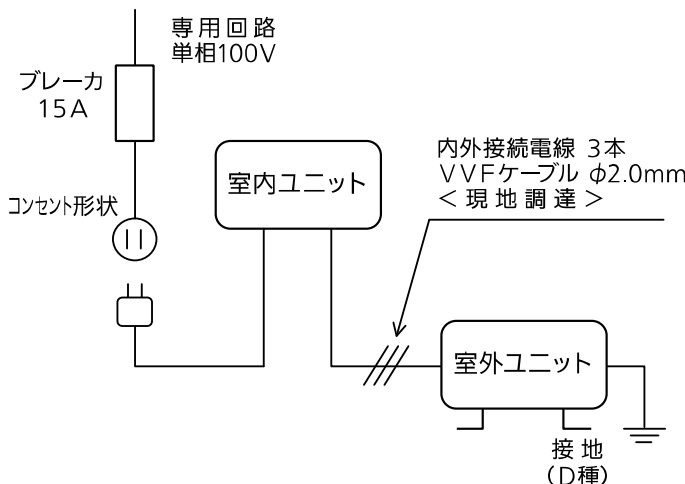 専用回路
単相100V
ブレーカ
15A
コンセント形状
室内ユニット
内外接続電線 3本
VVFケーブル φ2.0mm
＜現地調達＞
室外ユニット
接地
(D種)